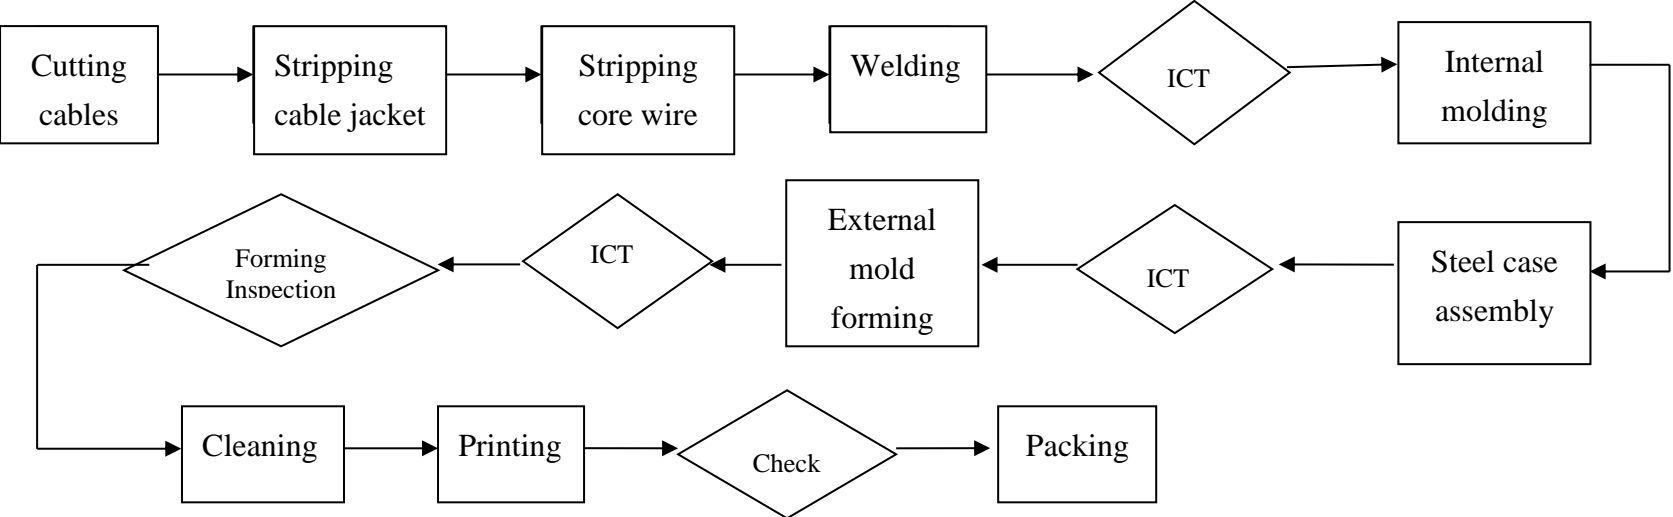 Cutting
cables
Stripping
cable jacket
Stripping
core wire
Welding
ICT
Internal
molding
Steel case
assembly
ICT
External
mold
forming
ICT
Forming
Inspection
Cleaning
Printing
Check
Packing